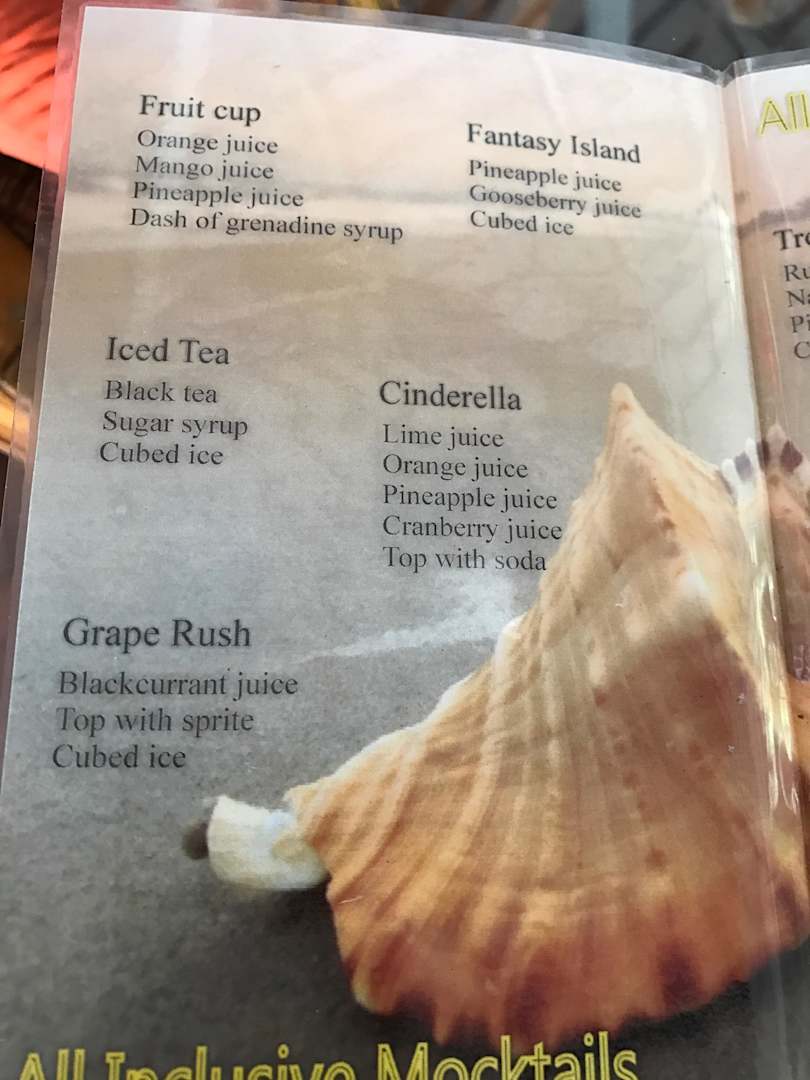 Fruit cup
Orange juice
Mango juice
Pineapple juice
Dash of grenadine syrup
Fantasy Island
Pineapple juice
Gooseberry juice
Cubed ice
Iced Tea
Black tea
Sugar syrup
Cubed ice
Cinderella
Lime juice
Orange juice
Pineapple juice
Cranberry juice
Top with soda
Grape Rush
Blackcurrant juice
Top with sprite
Cubed ice
All Inclusive Mocktails
All